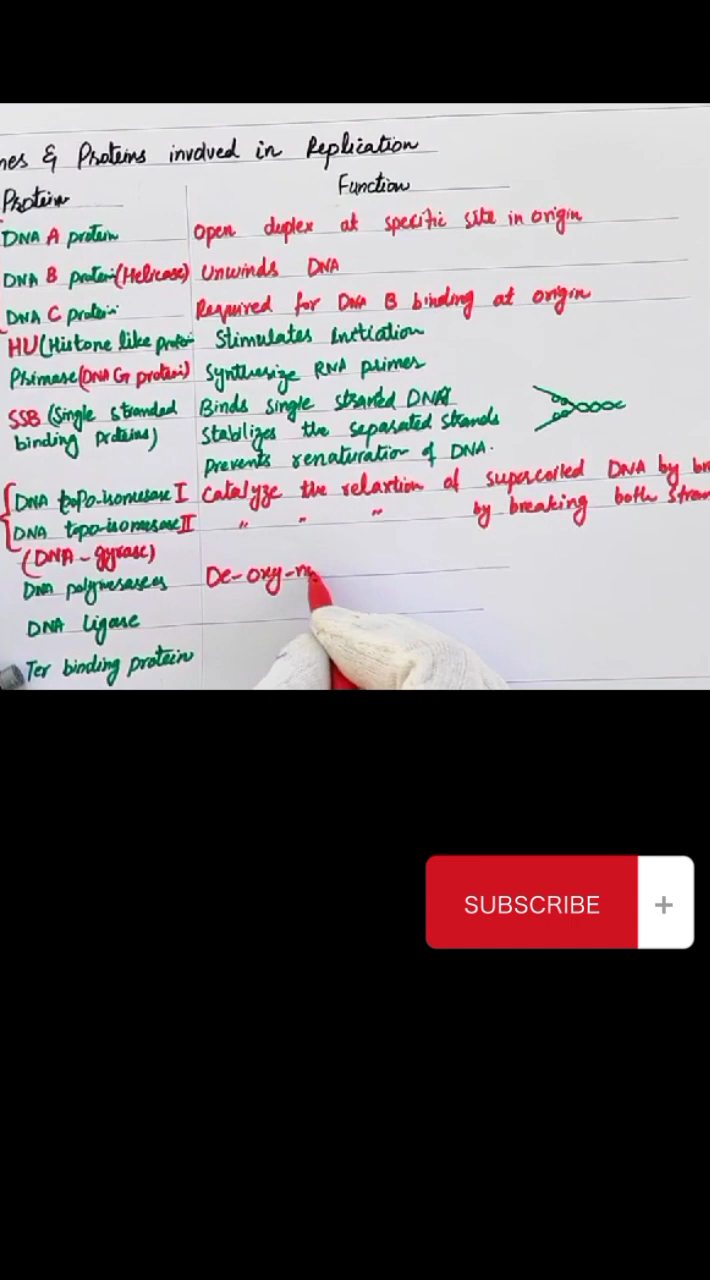 nes & Proteins involved in Replication
Protein Function
DNA A protein Open duplex at specific site in origin
DNA B protein (Helicase) Unwinds DNA
DNA C protein Required for DNA B binding at origin
HU (Histone like protei Stimulates initiation
Primase (DNA G protein) Synthesize RNA primers
SSB (Single stranded Binds single stranded DNA
binding proteins) Stablizes the separated strands
Prevents renaturation of DNA.
DNA topo-isomerase I Catalyze the relaxtion of supercoiled DNA by br
DNA topo-isomerase II " " " by breaking both stran
(DNA-gyrase)
DNA polymerasees De-oxy-n
DNA ligase
Ter binding protein
SUBSCRIBE +